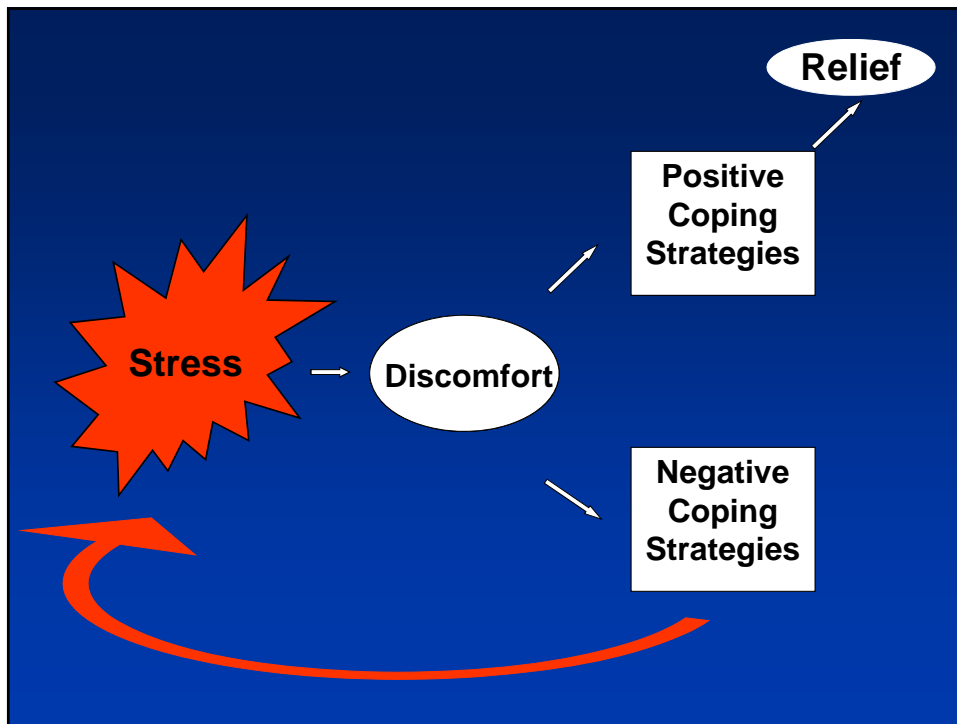 Relief
Positive
Coping
Strategies
Stress
Discomfort
Negative
Coping
Strategies